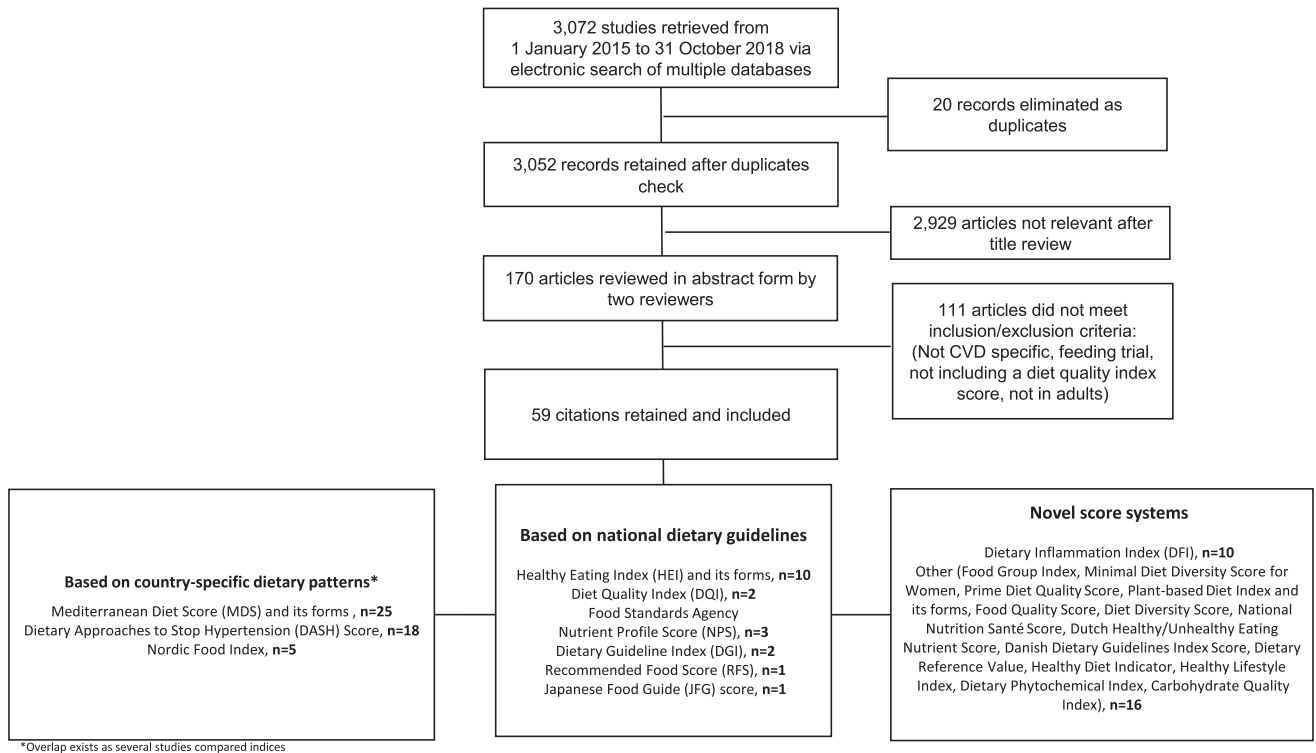 3,072 studies retrieved from
1 January 2015 to 31 October 2018 via
electronic search of multiple databases
20 records eliminated as
duplicates
3,052 records retained after duplicates
check
2,929 articles not relevant after
title review
170 articles reviewed in abstract form by
two reviewers
111 articles did not meet
inclusion/exclusion criteria:
(Not CVD specific, feeding trial,
not including a diet quality index
score, not in adults)
59 citations retained and included
Based on country-specific dietary patterns*
Mediterranean Diet Score (MDS) and its forms , n=25
Dietary Approaches to Stop Hypertension (DASH) Score, n=18
Nordic Food Index, n=5
Based on national dietary guidelines
Healthy Eating Index (HEI) and its forms, n=10
Diet Quality Index (DQI), n=2
Food Standards Agency
Nutrient Profile Score (NPS), n=3
Dietary Guideline Index (DGI), n=2
Recommended Food Score (RFS), n=1
Japanese Food Guide (JFG) score, n=1
Novel score systems
Dietary Inflammation Index (DFI), n=10
Other (Food Group Index, Minimal Diet Diversity Score for
Women, Prime Diet Quality Score, Plant-based Diet Index and
its forms, Food Quality Score, Diet Diversity Score, National
Nutrition Santé Score, Dutch Healthy/Unhealthy Eating
Nutrient Score, Danish Dietary Guidelines Index Score, Dietary
Reference Value, Healthy Diet Indicator, Healthy Lifestyle
Index, Dietary Phytochemical Index, Carbohydrate Quality
Index), n=16
*Overlap exists as several studies compared indices